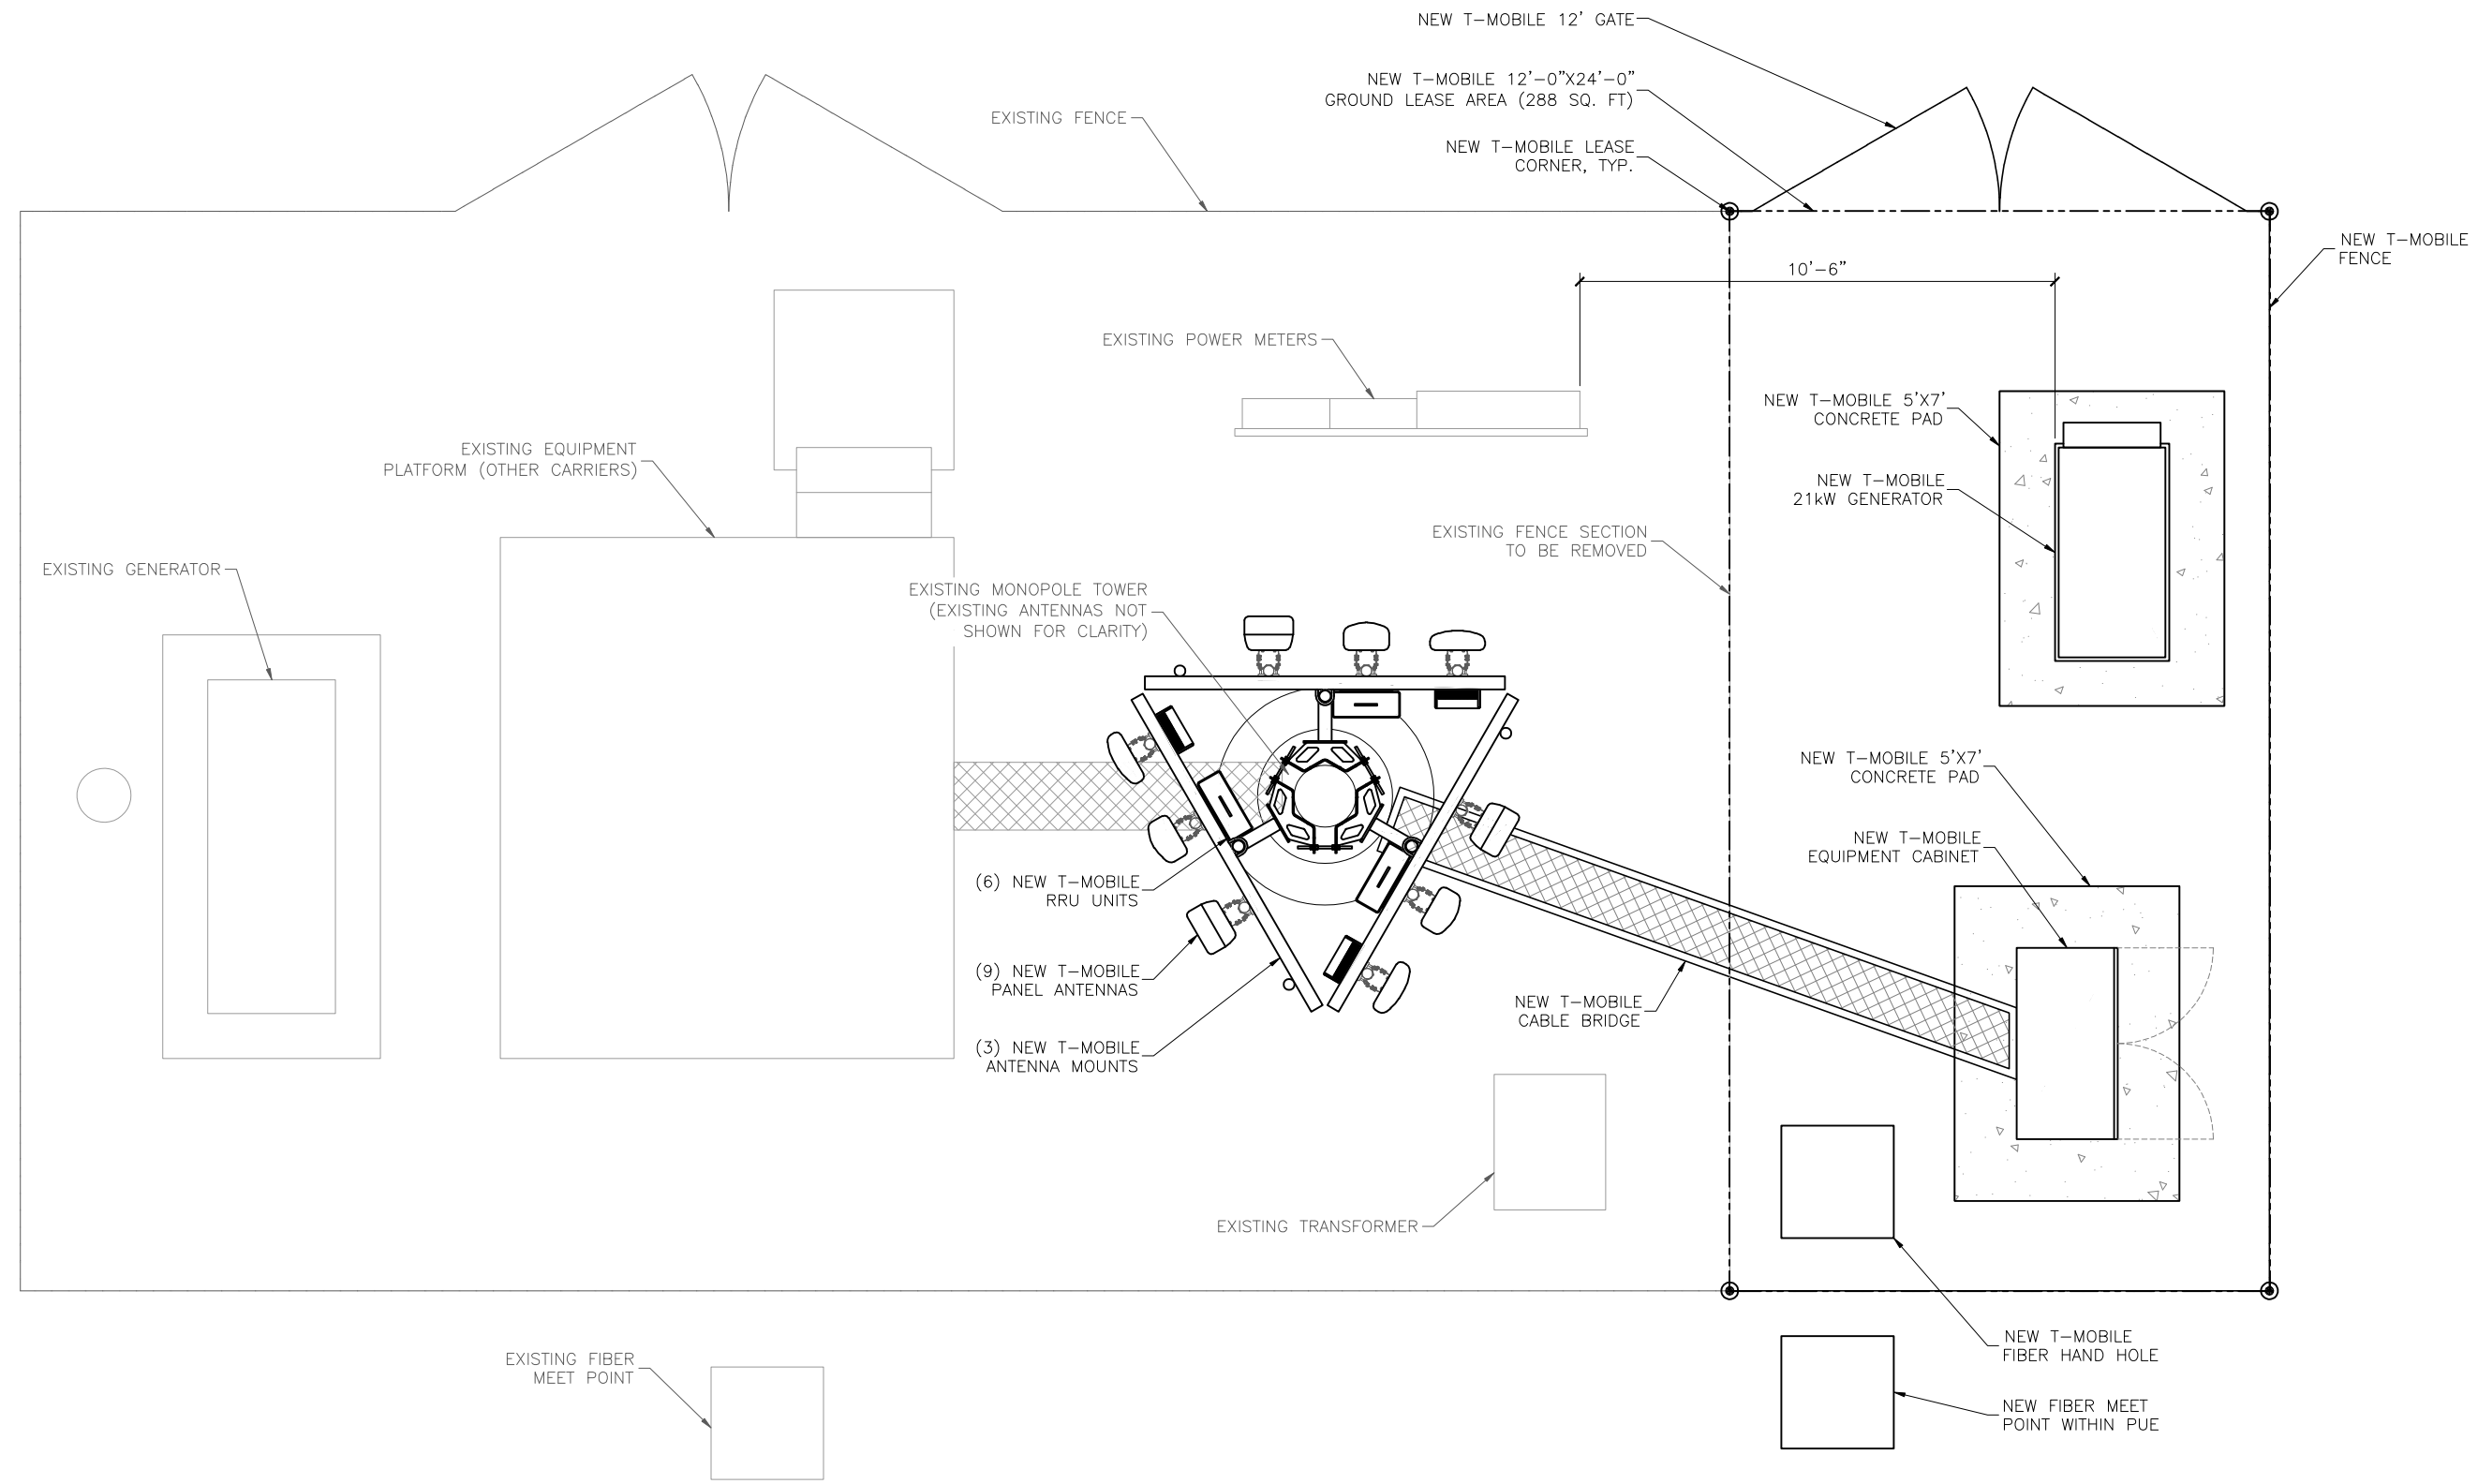 NEW T-MOBILE 12' GATE
NEW T-MOBILE 12'-0"X24'-0"
GROUND LEASE AREA (288 SQ. FT)
EXISTING FENCE
NEW T-MOBILE LEASE
CORNER, TYP.
NEW T-MOBILE
FENCE
10'-6"
EXISTING POWER METERS
NEW T-MOBILE 5'X7'
CONCRETE PAD
EXISTING EQUIPMENT
PLATFORM (OTHER CARRIERS)
NEW T-MOBILE
21kW GENERATOR
EXISTING FENCE SECTION
TO BE REMOVED
EXISTING GENERATOR
EXISTING MONOPOLE TOWER
(EXISTING ANTENNAS NOT
SHOWN FOR CLARITY)
NEW T-MOBILE 5'X7'
CONCRETE PAD
NEW T-MOBILE
EQUIPMENT CABINET
(6) NEW T-MOBILE
RRU UNITS
(9) NEW T-MOBILE
PANEL ANTENNAS
NEW T-MOBILE
CABLE BRIDGE
(3) NEW T-MOBILE
ANTENNA MOUNTS
EXISTING TRANSFORMER
NEW T-MOBILE
FIBER HAND HOLE
EXISTING FIBER
MEET POINT
NEW FIBER MEET
POINT WITHIN PUE